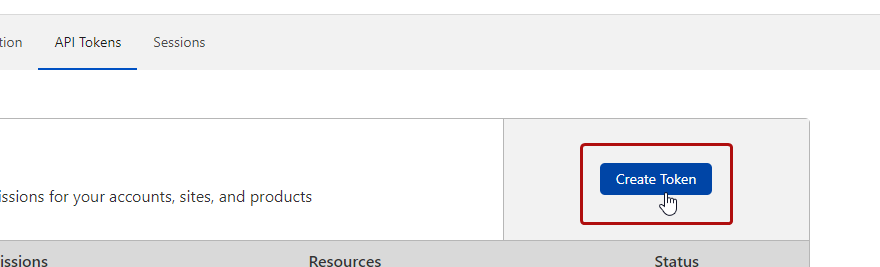 tion API Tokens Sessions
Create Token
issions for your accounts, sites, and products
issions Resources Status